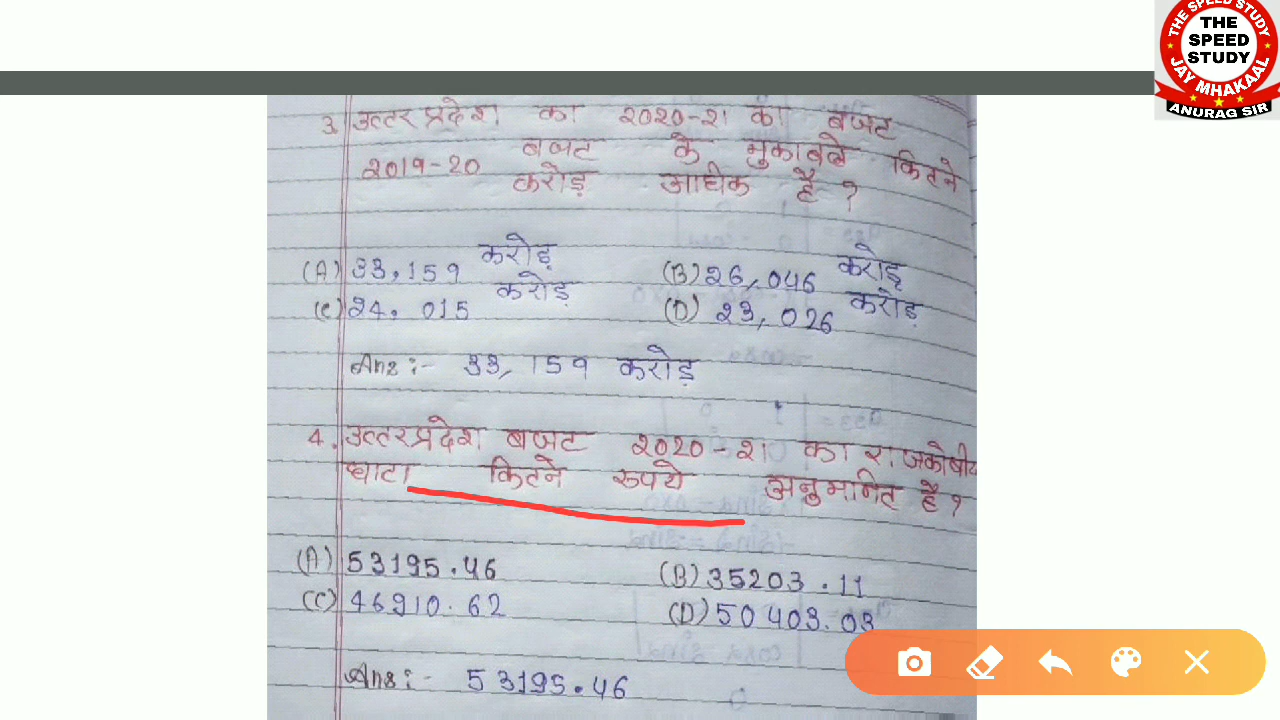 THE SPEED STUDY
THE
SPEED
STUDY
JAY MHAKAAL
ANURAG SIR
3. उत्तर प्रदेश का 2020-21 का बजट
2019-20 बजट के मुकाबले कितने
करोड़ अधिक है ?
(A) 33,159 करोड़ (B) 26,046 करोड़
(C) 24.015 करोड़ (D) 23,026 करोड़
Ans :- 33,159 करोड़
4. उत्तरप्रदेश बजट 2020-21 का राजकोषीय
घाटा कितने रुपये अनुमानित है ?
(A) 53195.46 (B) 35203.11
(C) 46910.62 (D) 50403.03
Ans :- 53195.46